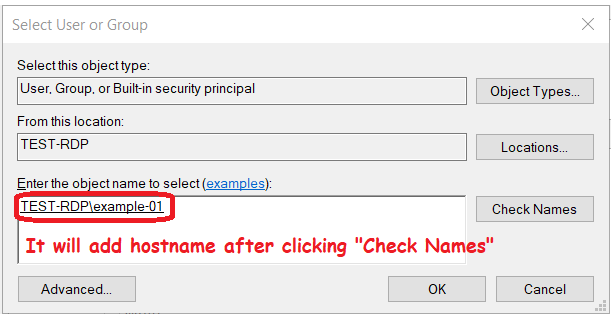 Select User or Group
Select this object type:
User, Group, or Built-in security principal
Object Types...
From this location:
TEST-RDP
Locations...
Enter the object name to select (examples):
TEST-RDP\example-01
Check Names
It will add hostname after clicking "Check Names"
Advanced...
OK
Cancel